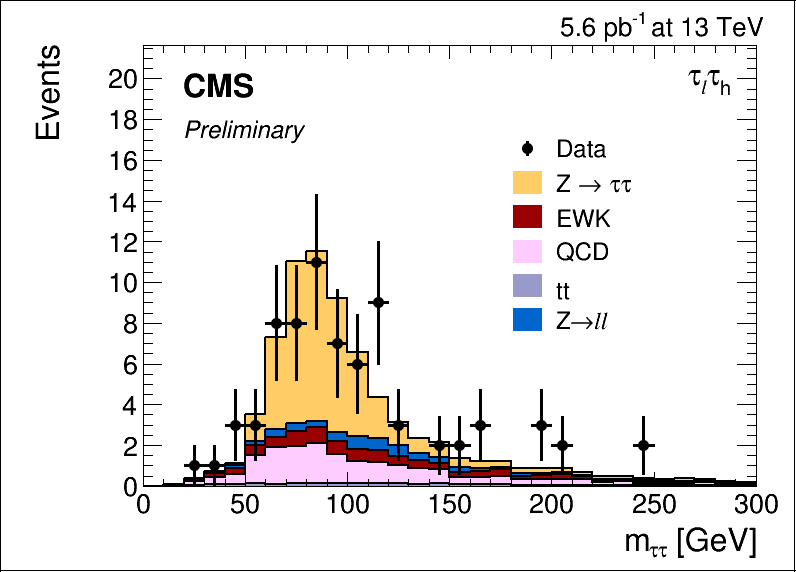 5.6 pb⁻¹ at 13 TeV
Events
CMS
Preliminary
τₗτₕ
Data
Z → ττ
EWK
QCD
tt
Z→ll
20
18
16
14
12
10
8
6
4
2
0
0 50 100 150 200 250 300
m_ττ [GeV]